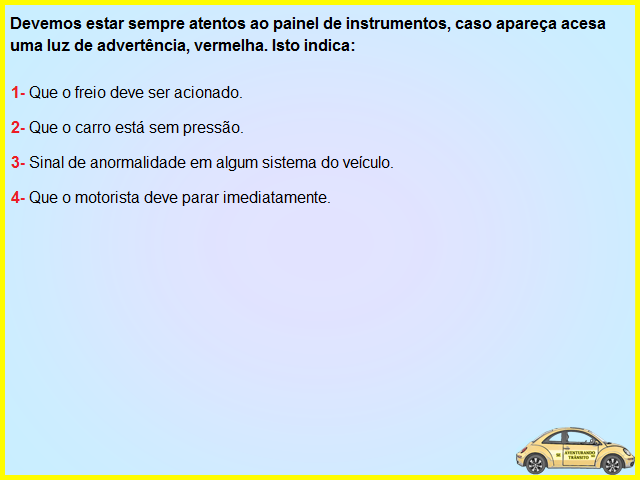 Devemos estar sempre atentos ao painel de instrumentos, caso apareça acesa
uma luz de advertência, vermelha. Isto indica:
1- Que o freio deve ser acionado.
2- Que o carro está sem pressão.
3- Sinal de anormalidade em algum sistema do veículo.
4- Que o motorista deve parar imediatamente.
AVENTURANDO
TRÂNSITO